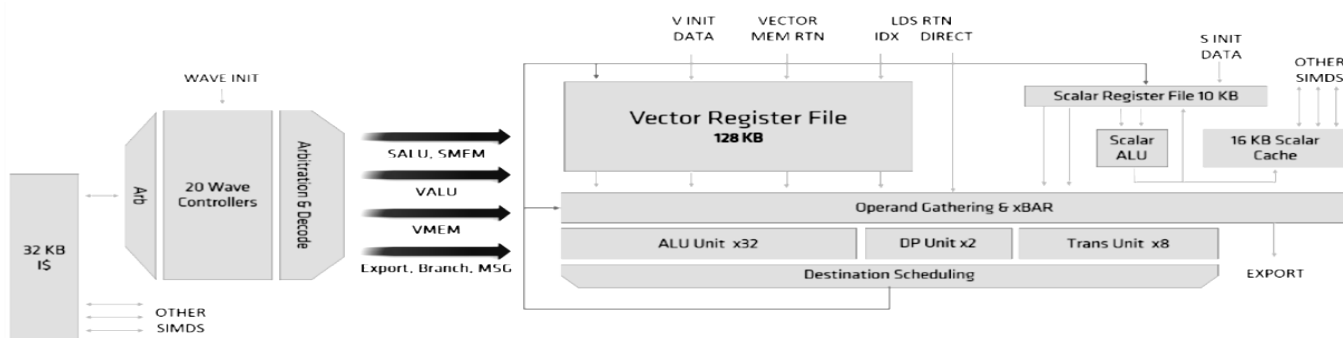 V INIT
DATA
VECTOR
MEM RTN
LDS RTN
IDX DIRECT
S INIT
DATA
OTHER
SIMDS
WAVE INIT
Scalar Register File 10 KB
Vector Register File
128 KB
Scalar
ALU
16 KB Scalar
Cache
Arb
20 Wave
Controllers
Arbitration & Decode
SALU, SMEM
VALU
VMEM
Export, Branch, MSG
Operand Gathering & xBAR
32 KB
I$
ALU Unit x32
DP Unit x2
Trans Unit x8
Destination Scheduling
EXPORT
OTHER
SIMDS